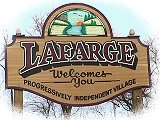 LAFARGE
Welcomes
You
PROGRESSIVELY INDEPENDENT VILLAGE